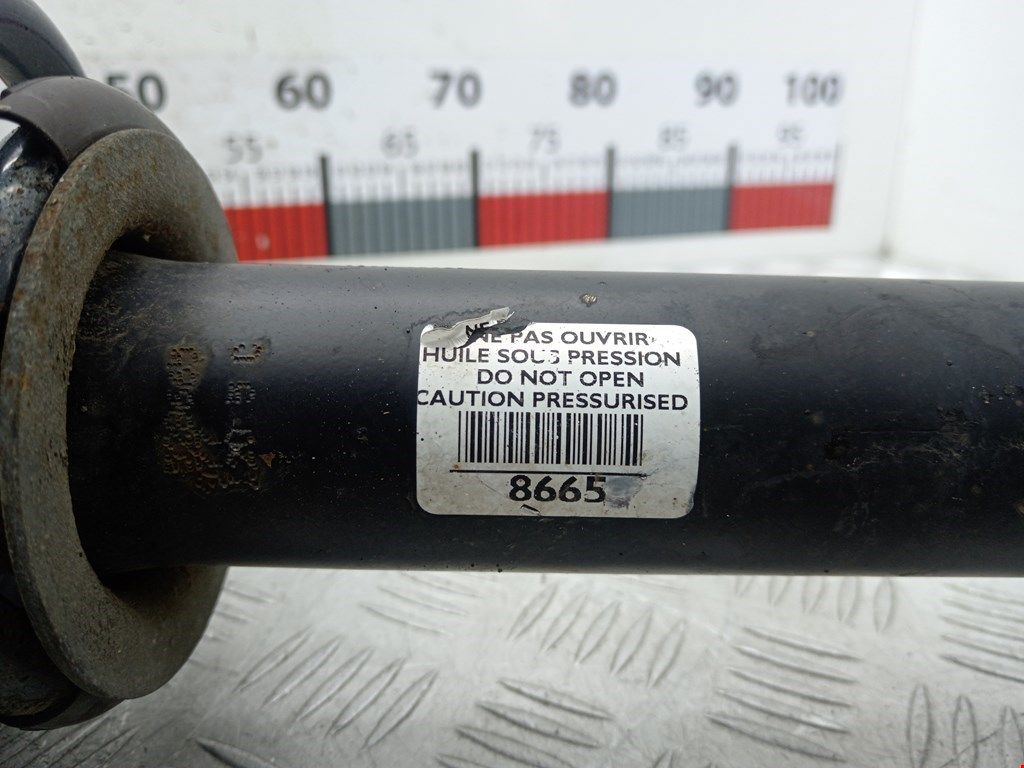 50 60 70 80 90 100
55 65 75 85 95
NE PAS OUVRIR
HUILE SOUS PRESSION
DO NOT OPEN
CAUTION PRESSURISED
8665